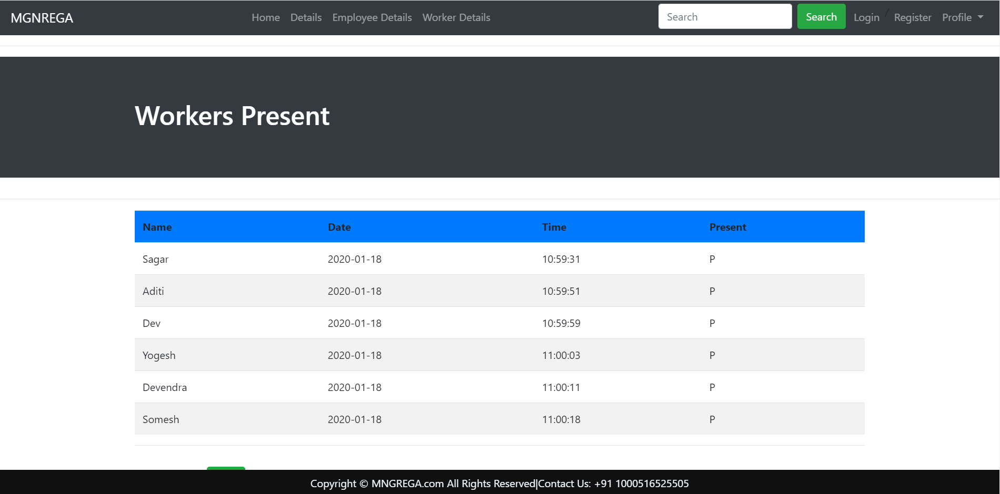 MGNREGA Home Details Employee Details Worker Details Search Search Login / Register Profile
Workers Present
Name Date Time Present
Sagar 2020-01-18 10:59:31 P
Aditi 2020-01-18 10:59:51 P
Dev 2020-01-18 10:59:59 P
Yogesh 2020-01-18 11:00:03 P
Devendra 2020-01-18 11:00:11 P
Somesh 2020-01-18 11:00:18 P
Copyright © MNGREGA.com All Rights Reserved|Contact Us: +91 1000516525505